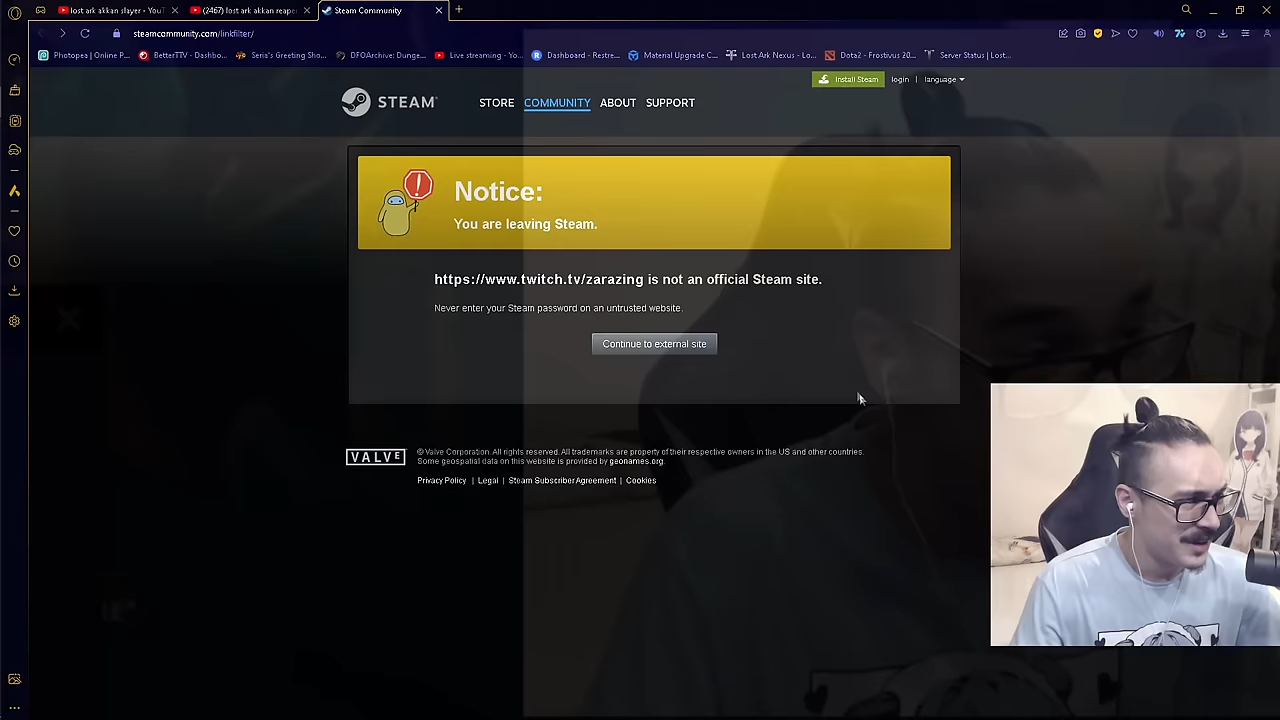 lost ark akkan slayer - YouT
(2467) lost ark akkan reape
Steam Community
steamcommunity.com/linkfilter/
Photopea | Online P...
BetterTTV - Dashbo...
Seria's Greeting Sho...
DFOArchive: Dunge...
Live streaming - Yo...
Dashboard - Restre...
Material Upgrade C...
Lost Ark Nexus - Lo...
Dota2 - Frostivus 20...
Server Status | Lost...
Install Steam login | language
STEAM STORE COMMUNITY ABOUT SUPPORT
Notice:
You are leaving Steam.
https://www.twitch.tv/zarazing is not an official Steam site.
Never enter your Steam password on an untrusted website.
Continue to external site
VALVE
© Valve Corporation. All rights reserved. All trademarks are property of their respective owners in the US and other countries.
Some geospatial data on this website is provided by geonames.org.
Privacy Policy | Legal | Steam Subscriber Agreement | Cookies